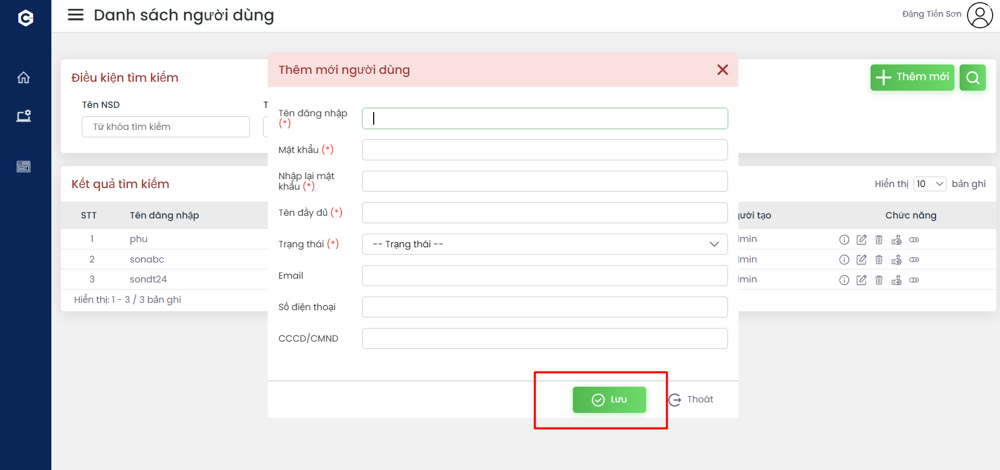 Danh sách người dùng
Đặng Tiến Sơn
Điều kiện tìm kiếm
Thêm mới
Tên NSD
T
Từ khóa tìm kiếm
Thêm mới người dùng
Tên đăng nhập
(*)
Mật khẩu (*)
Nhập lại mật
khẩu (*)
Tên đầy đủ (*)
Trạng thái (*)
-- Trạng thái --
Email
Số điện thoại
CCCD/CMND
Lưu
Thoát
Kết quả tìm kiếm
Hiển thị 10 bản ghi
STT Tên đăng nhập gười tạo Chức năng
1 phu dmin
2 sonabc dmin
3 sondt24 dmin
Hiển thị: 1 - 3 / 3 bản ghi